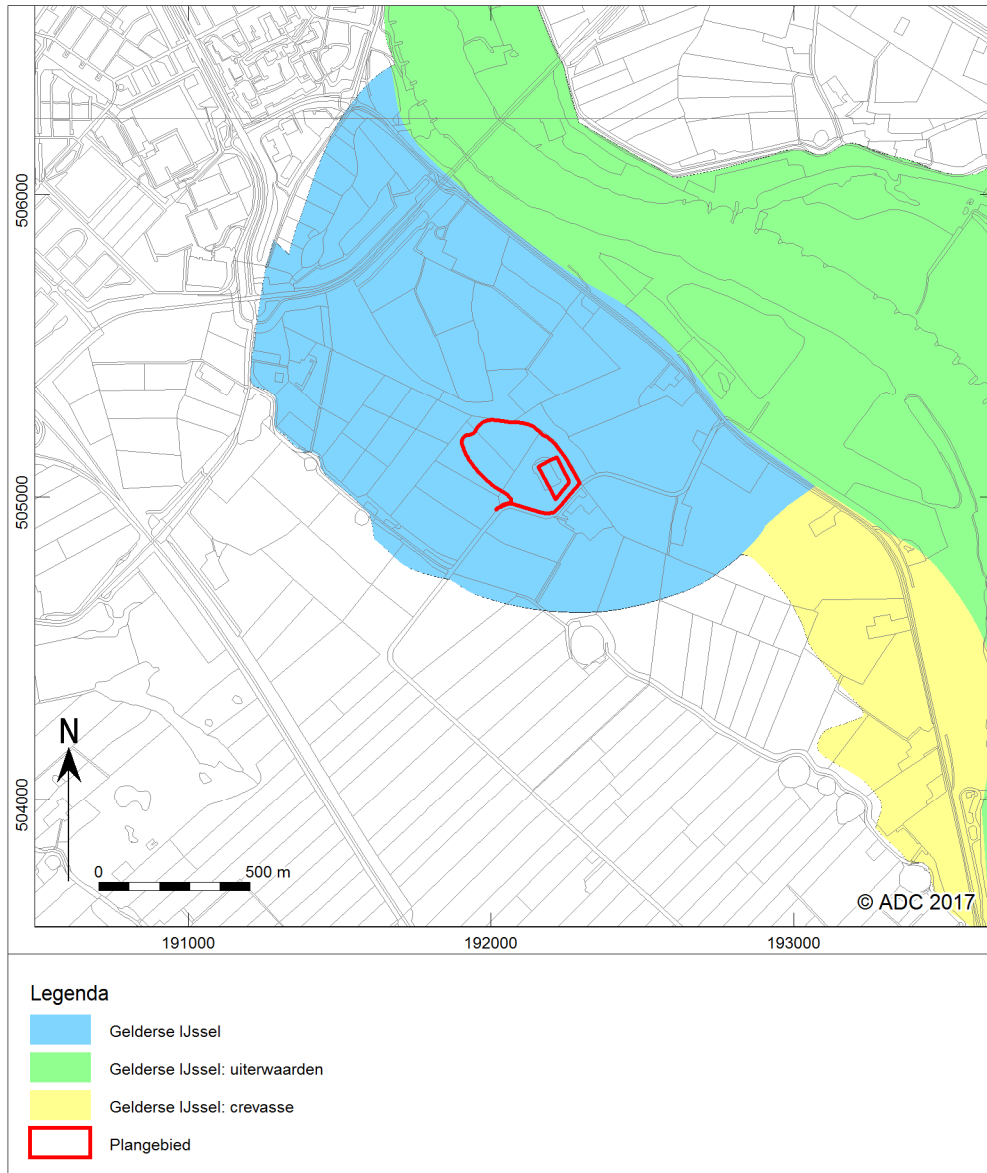 506000
505000
504000
N
0 500 m
© ADC 2017
191000 192000 193000
Legenda
Gelderse IJssel
Gelderse IJssel: uiterwaarden
Gelderse IJssel: crevasse
Plangebied